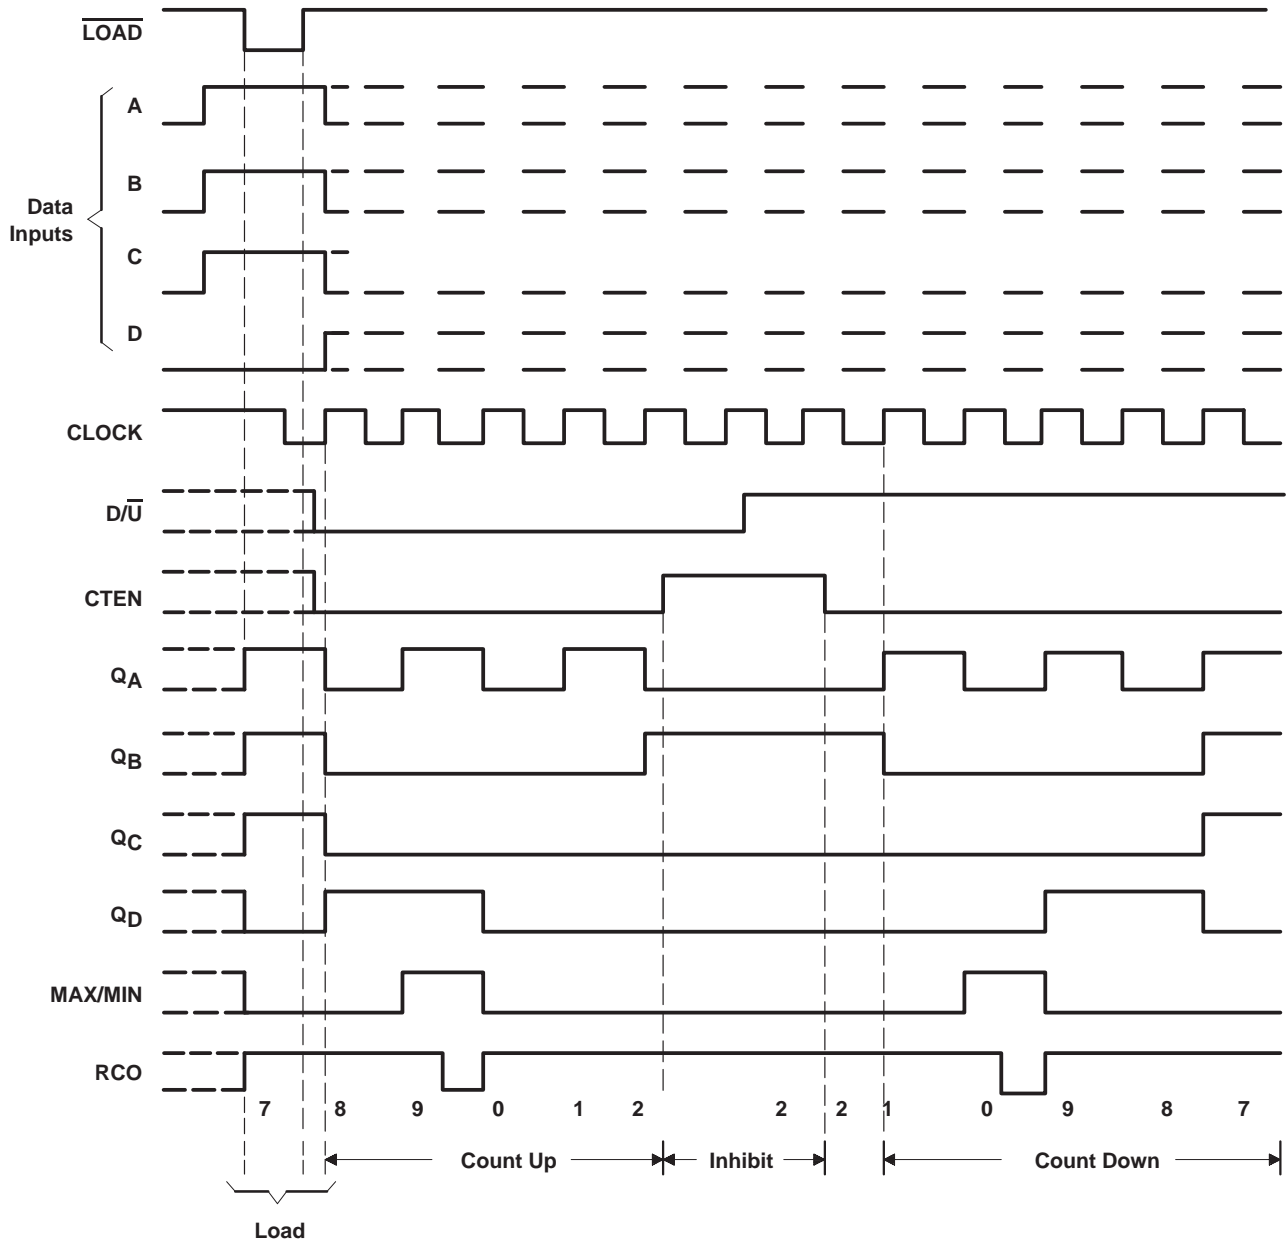 LOAD
A
B
Data
Inputs
C
D
CLOCK
D/U
CTEN
QA
QB
QC
QD
MAX/MIN
RCO
7 8 9 0 1 2 2 2 1 0 9 8 7
Count Up Inhibit Count Down
Load